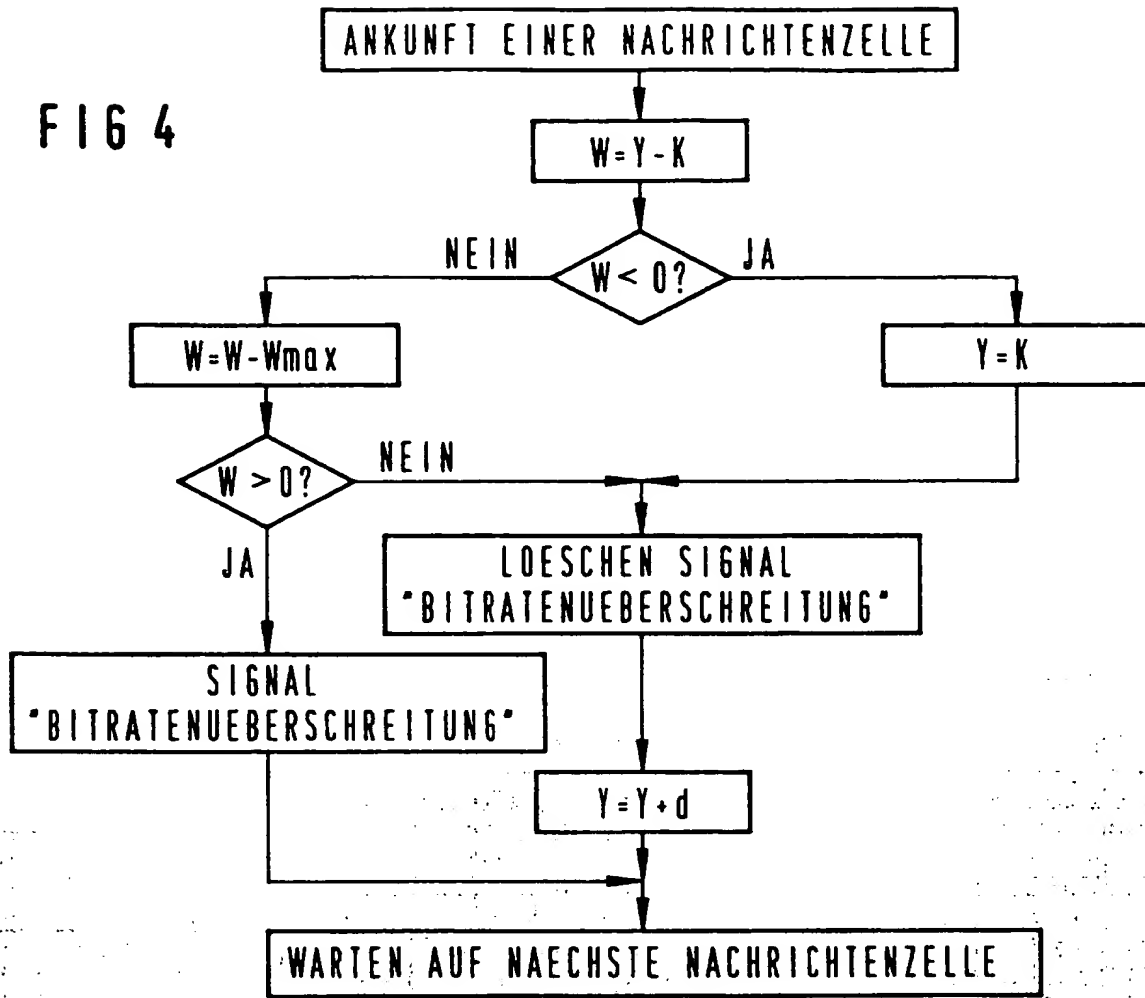 ANKUNFT EINER NACHRICHTENZELLE
FIG 4
W=Y-K
NEIN
JA
W < 0?
W=W-Wmax
Y=K
W > 0?
NEIN
JA
LOESCHEN SIGNAL
"BITRATENUEBERSCHREITUNG"
SIGNAL
"BITRATENUEBERSCHREITUNG"
Y=Y+d
WARTEN AUF NAECHSTE NACHRICHTENZELLE